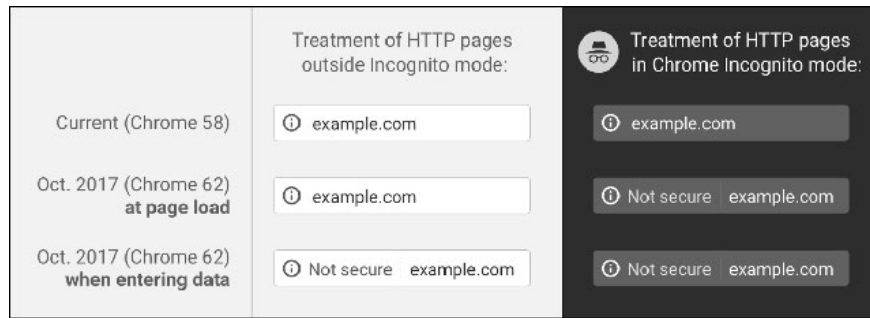 Treatment of HTTP pages
outside Incognito mode:
Treatment of HTTP pages
in Chrome Incognito mode:
Current (Chrome 58)
example.com
example.com
Oct. 2017 (Chrome 62)
at page load
example.com
Not secure example.com
Oct. 2017 (Chrome 62)
when entering data
Not secure example.com
Not secure example.com